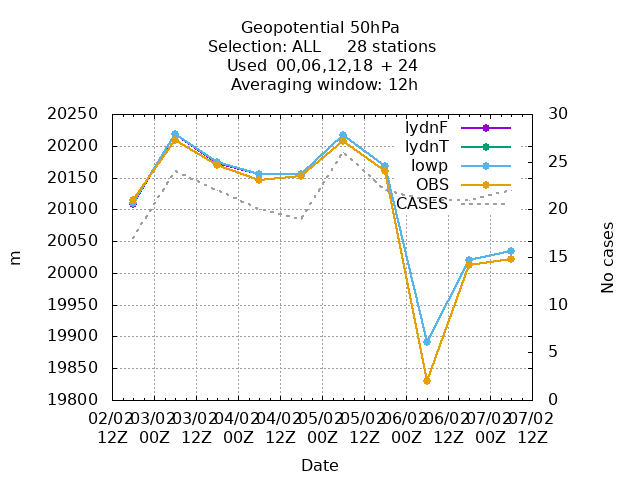 Geopotential 50hPa
Selection: ALL 28 stations
Used 00,06,12,18 + 24
Averaging window: 12h
20250
20200
20150
20100
20050
20000
19950
19900
19850
19800
m
30
25
20
15
10
5
0
No cases
lydnF
lydnT
lowp
OBS
CASES
02/02 03/02 03/02 04/02 04/02 05/02 05/02 06/02 06/02 07/02 07/02
12Z 00Z 12Z 00Z 12Z 00Z 12Z 00Z 12Z 00Z 12Z
Date